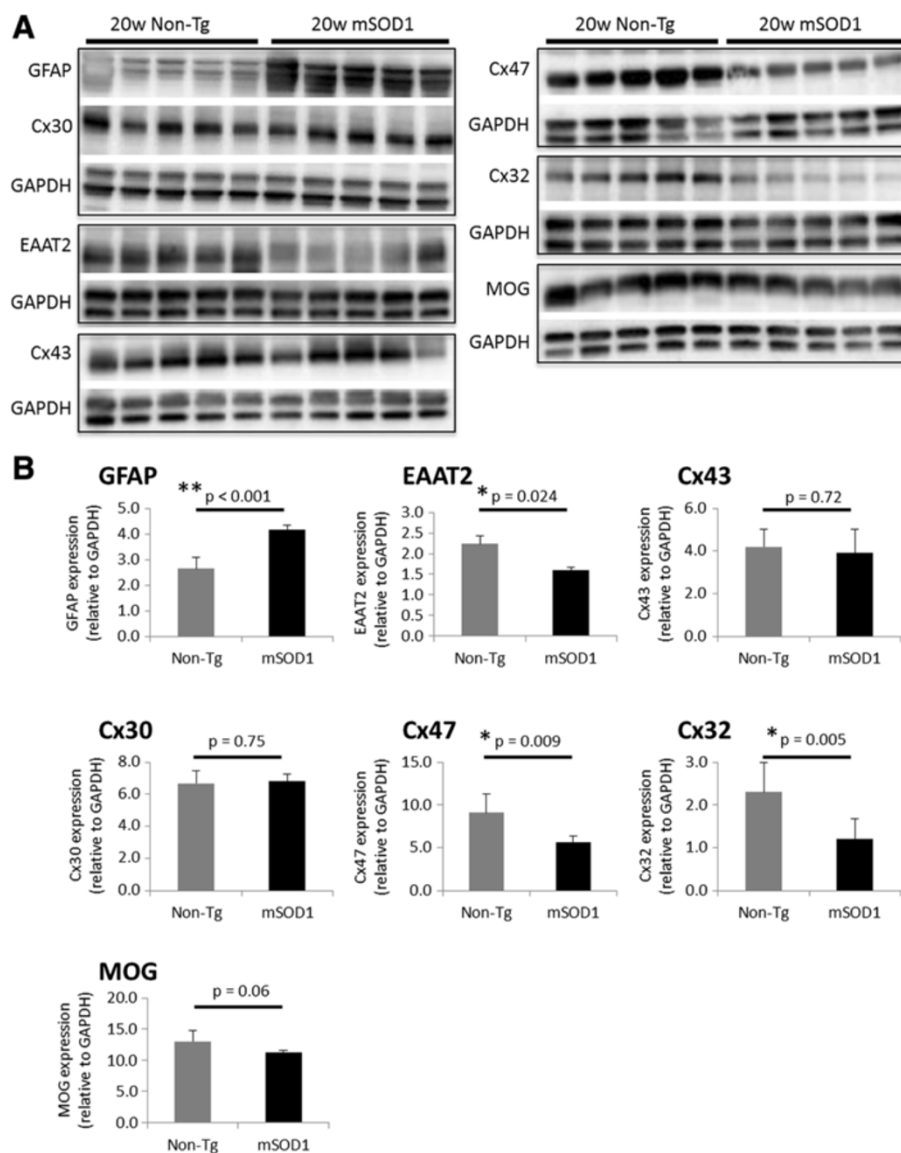 A
20w Non-Tg 20w mSOD1
GFAP
Cx30
GAPDH
EAAT2
GAPDH
Cx43
GAPDH
20w Non-Tg 20w mSOD1
Cx47
GAPDH
Cx32
GAPDH
MOG
GAPDH
B
GFAP
** p < 0.001
GFAP expression
(relative to GAPDH)
5.0
4.0
3.0
2.0
1.0
0.0
Non-Tg mSOD1
EAAT2
* p = 0.024
EAAT2 expression
(relative to GAPDH)
3.0
2.5
2.0
1.5
1.0
0.5
0.0
Non-Tg mSOD1
Cx43
p = 0.72
Cx43 expression
(relative to GAPDH)
6.0
4.0
2.0
0.0
Non-Tg mSOD1
Cx30
p = 0.75
Cx30 expression
(relative to GAPDH)
8.0
6.0
4.0
2.0
0.0
Non-Tg mSOD1
Cx47
* p = 0.009
Cx47 expression
(relative to GAPDH)
15.0
10.0
5.0
0.0
Non-Tg mSOD1
Cx32
* p = 0.005
Cx32 expression
(relative to GAPDH)
3.0
2.0
1.0
0.0
Non-Tg mSOD1
MOG
p = 0.06
MOG expression
(relative to GAPDH)
20.0
15.0
10.0
5.0
0.0
Non-Tg mSOD1